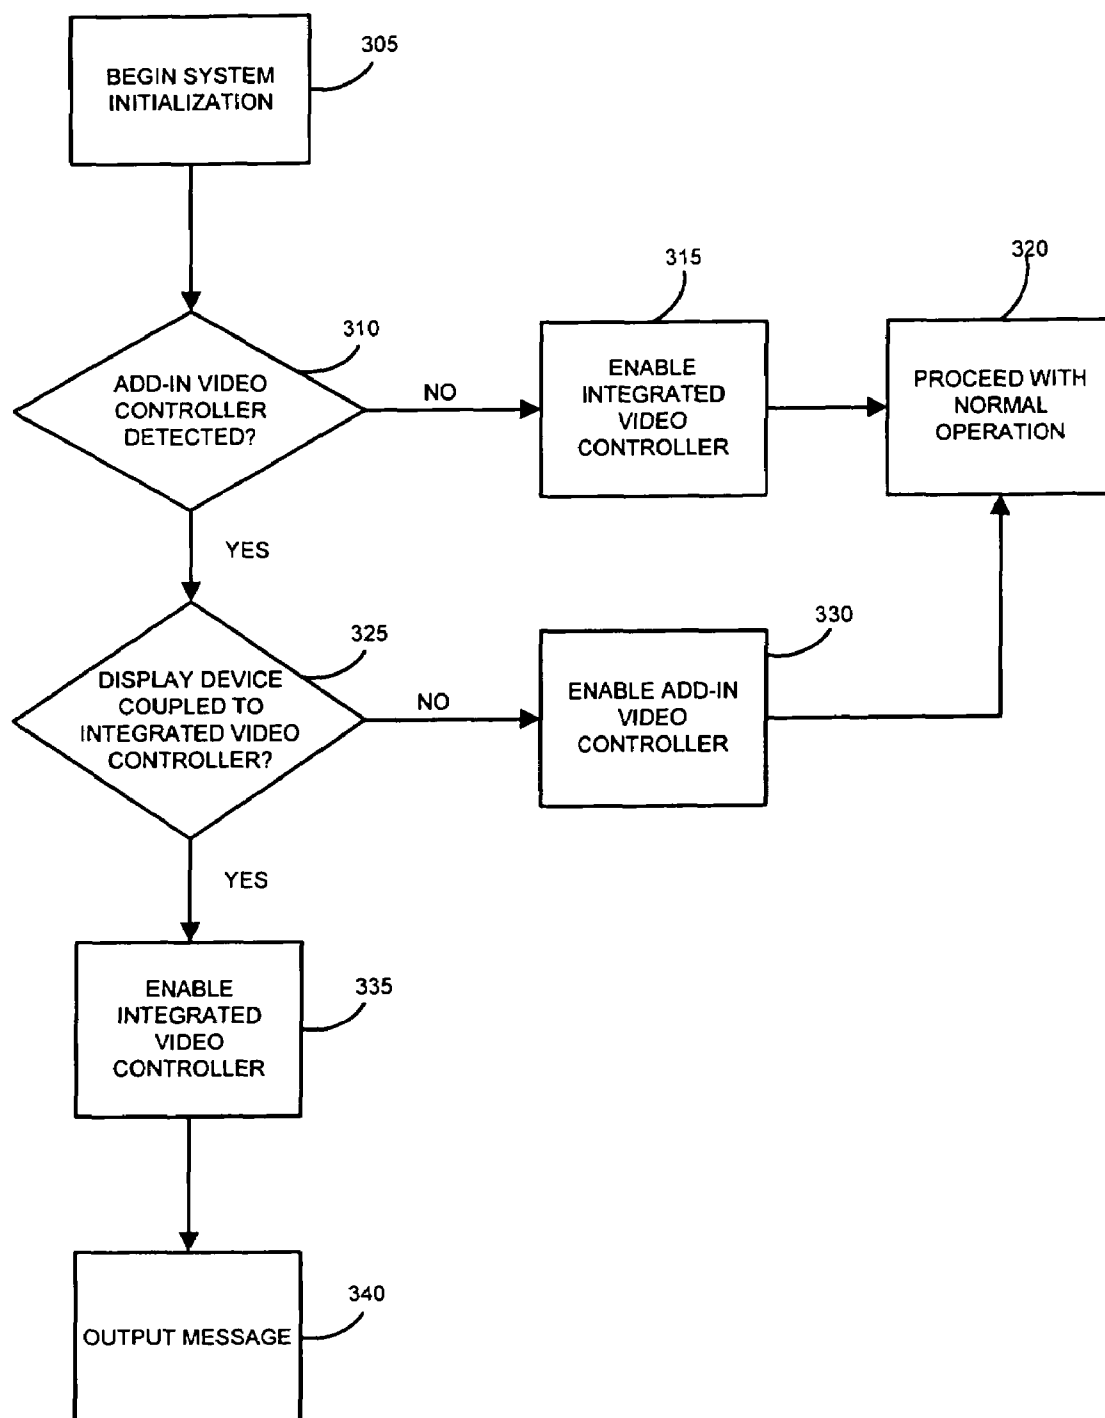 305
BEGIN SYSTEM
INITIALIZATION
310
ADD-IN VIDEO
CONTROLLER
DETECTED?
NO
315
ENABLE
INTEGRATED
VIDEO
CONTROLLER
320
PROCEED WITH
NORMAL
OPERATION
YES
325
DISPLAY DEVICE
COUPLED TO
INTEGRATED VIDEO
CONTROLLER?
NO
330
ENABLE ADD-IN
VIDEO
CONTROLLER
YES
335
ENABLE
INTEGRATED
VIDEO
CONTROLLER
340
OUTPUT MESSAGE